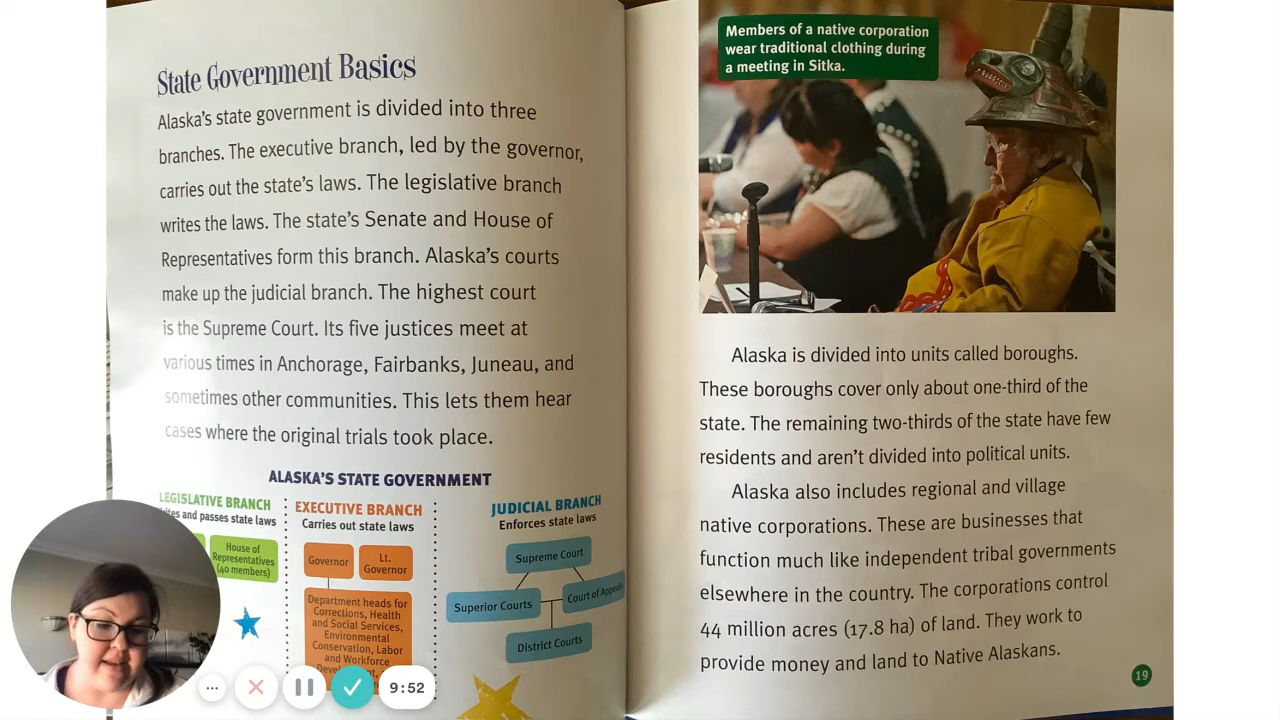 State Government Basics
Alaska's state government is divided into three
branches. The executive branch, led by the governor,
carries out the state's laws. The legislative branch
writes the laws. The state's Senate and House of
Representatives form this branch. Alaska's courts
make up the judicial branch. The highest court
is the Supreme Court. Its five justices meet at
various times in Anchorage, Fairbanks, Juneau, and
sometimes other communities. This lets them hear
cases where the original trials took place.
ALASKA'S STATE GOVERNMENT
LEGISLATIVE BRANCH
and passes state laws
House of
Representatives
(40 members)
EXECUTIVE BRANCH
Carries out state laws
Governor
Lt.
Governor
Department heads for
Corrections, Health
and Social Services,
Environmental
Conservation, Labor
and Workforce
JUDICIAL BRANCH
Enforces state laws
Supreme Court
Superior Courts
Court of Appeals
District Courts
9:52
Members of a native corporation
wear traditional clothing during
a meeting in Sitka.
Alaska is divided into units called boroughs.
These boroughs cover only about one-third of the
state. The remaining two-thirds of the state have few
residents and aren't divided into political units.
Alaska also includes regional and village
native corporations. These are businesses that
function much like independent tribal governments
elsewhere in the country. The corporations control
44 million acres (17.8 ha) of land. They work to
provide money and land to Native Alaskans.
19